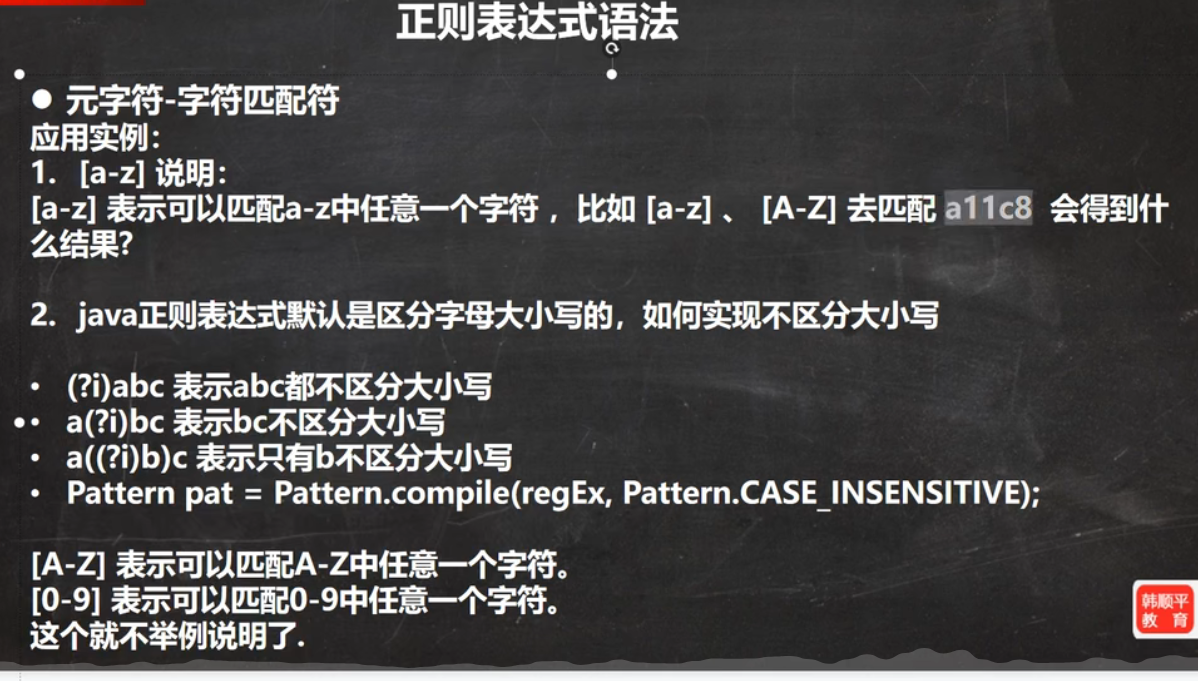 正则表达式语法
● 元字符-字符匹配符
应用实例：
1. [a-z] 说明：
[a-z] 表示可以匹配a-z中任意一个字符 ，比如 [a-z] 、 [A-Z] 去匹配 a11c8 会得到什
么结果?
2. java正则表达式默认是区分字母大小写的，如何实现不区分大小写
• (?i)abc 表示abc都不区分大小写
• a(?i)bc 表示bc不区分大小写
• a((?i)b)c 表示只有b不区分大小写
• Pattern pat = Pattern.compile(regEx, Pattern.CASE_INSENSITIVE);
[A-Z] 表示可以匹配A-Z中任意一个字符。
[0-9] 表示可以匹配0-9中任意一个字符。
这个就不举例说明了.
韩顺平
教 育